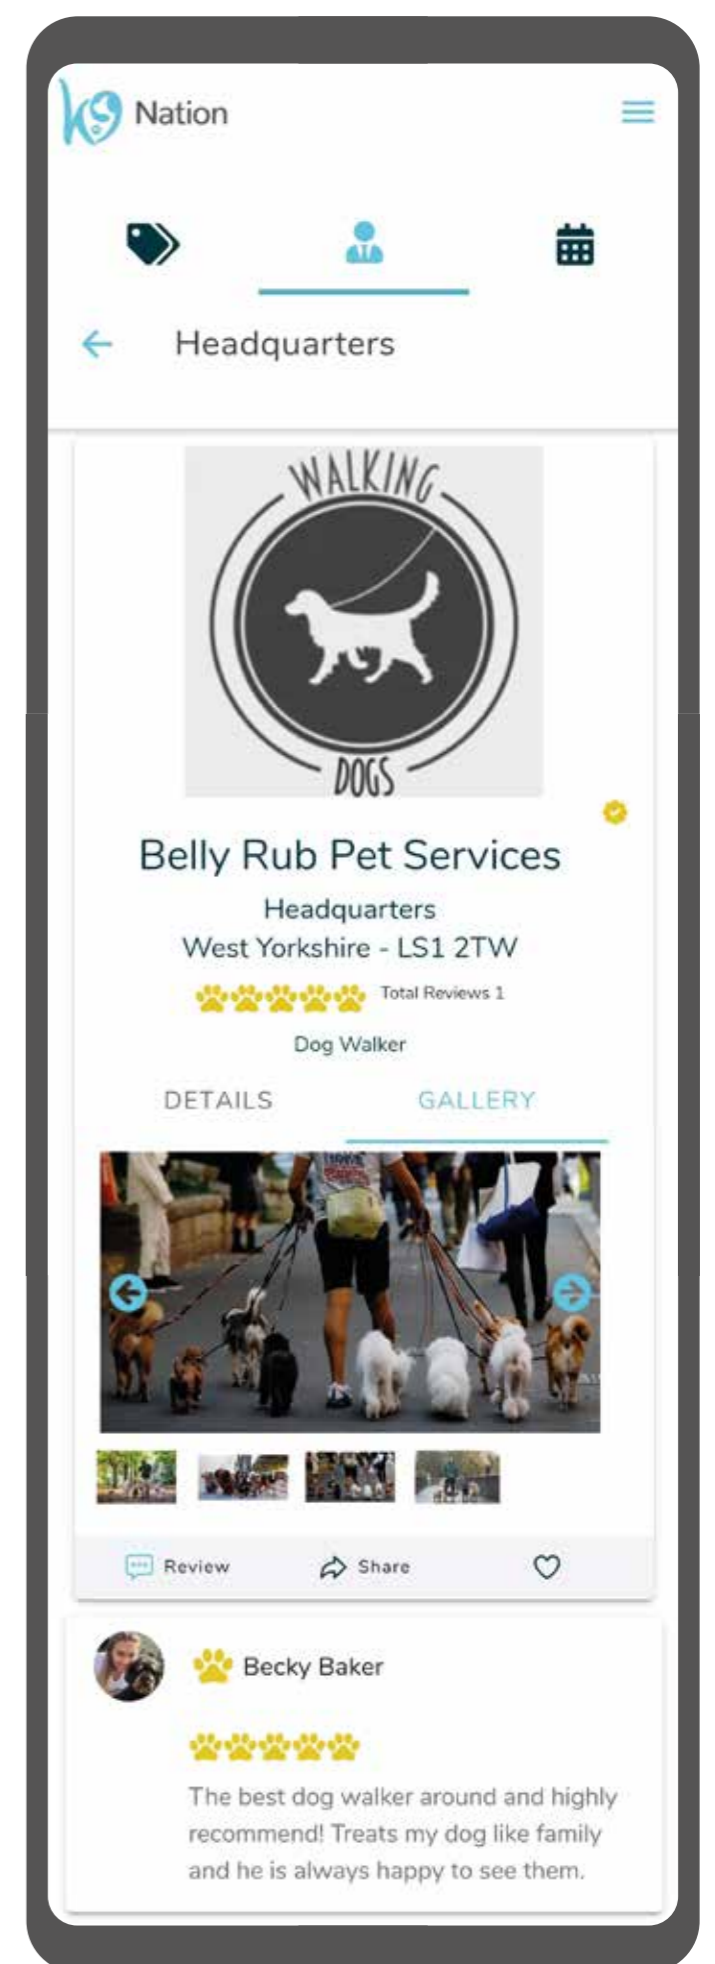 K9 Nation
Headquarters
WALKING
DOGS
Belly Rub Pet Services
Headquarters
West Yorkshire - LS1 2TW
Total Reviews 1
Dog Walker
DETAILS GALLERY
Review Share
Becky Baker
The best dog walker around and highly
recommend! Treats my dog like family
and he is always happy to see them.